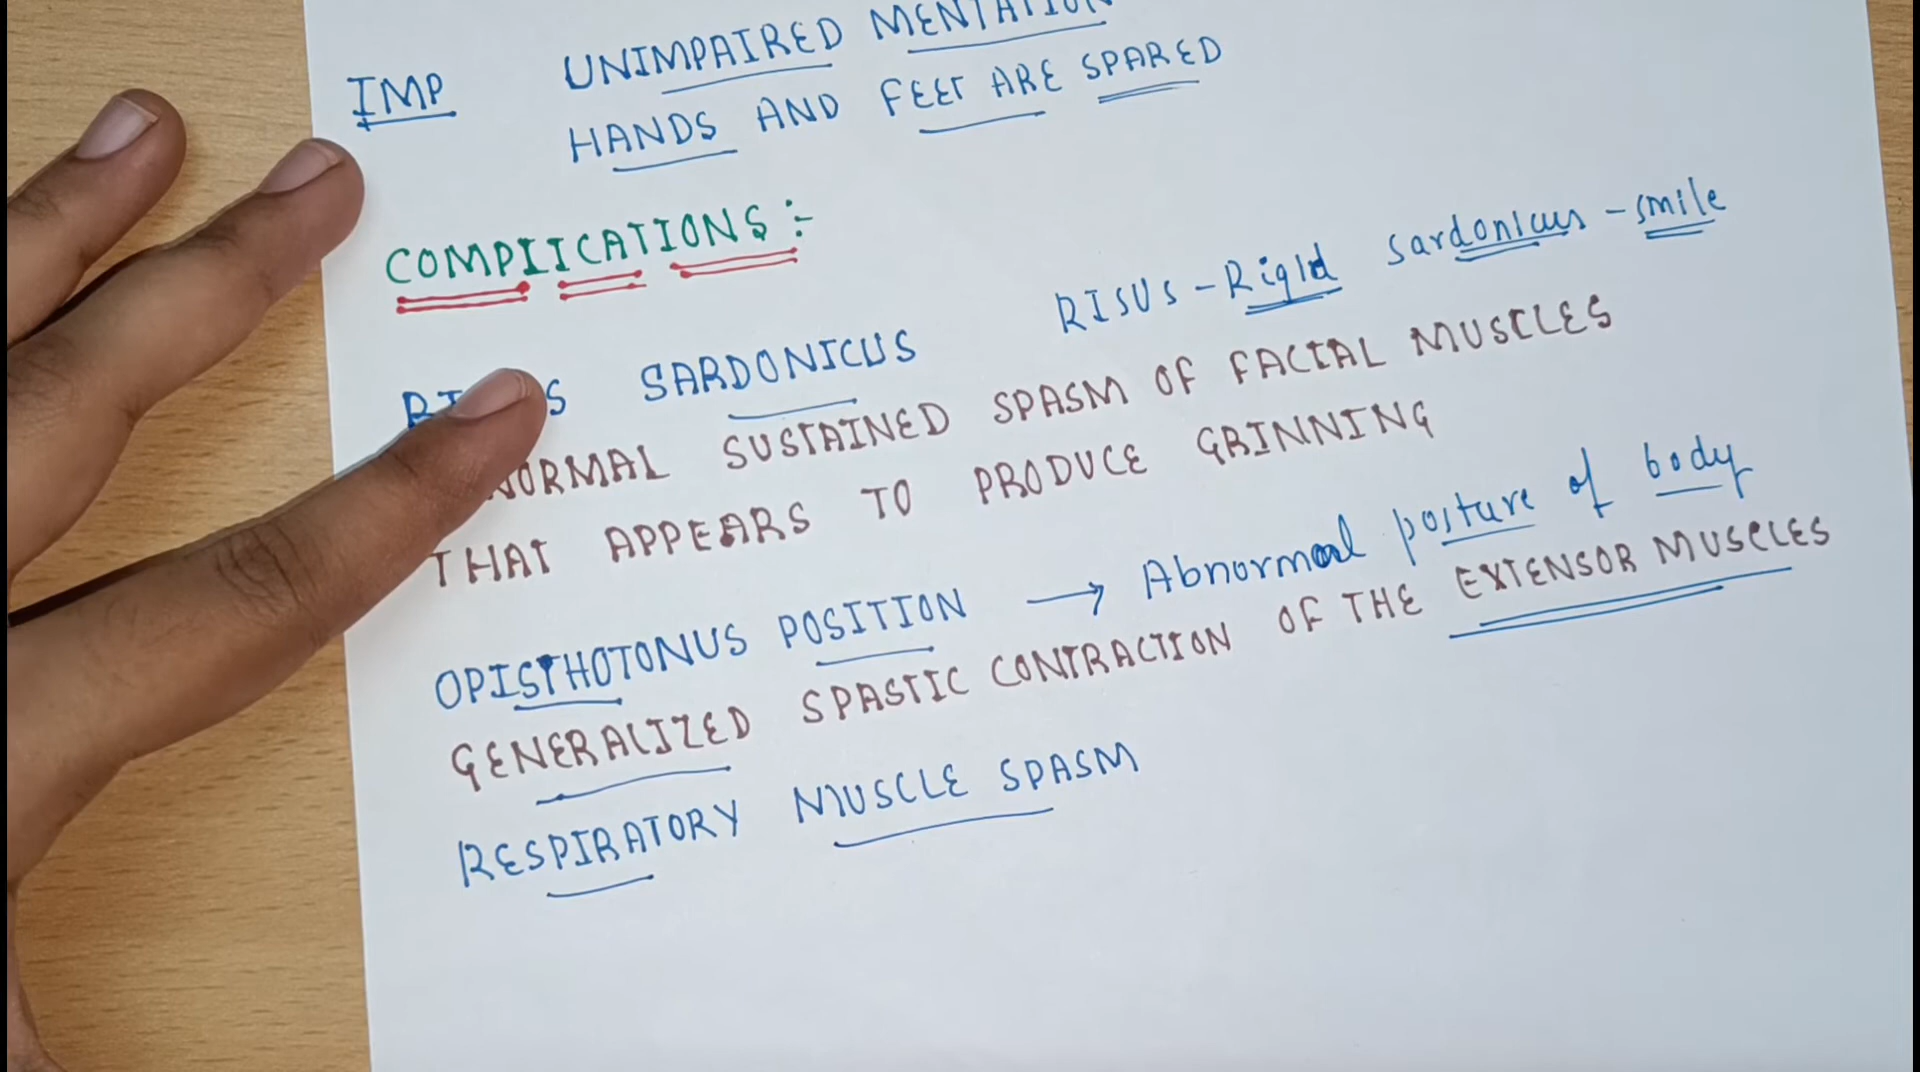 IMP UNIMPAIRED MENTATION
HANDS AND FEET ARE SPARED
COMPIICATIONS:-
SARDONICUS RISUS - Rigid sardonicus - smile
SUSTAINED SPASM OF FACIAL MUSCLES
THAT APPEARS TO PRODUCE GRINNING
OPISTHOTONUS POSITION → Abnormal posture of body
GENERALIZED SPASTIC CONTRACTION OF THE EXTENSOR MUSCLES
RESPIRATORY MUSCLE SPASM